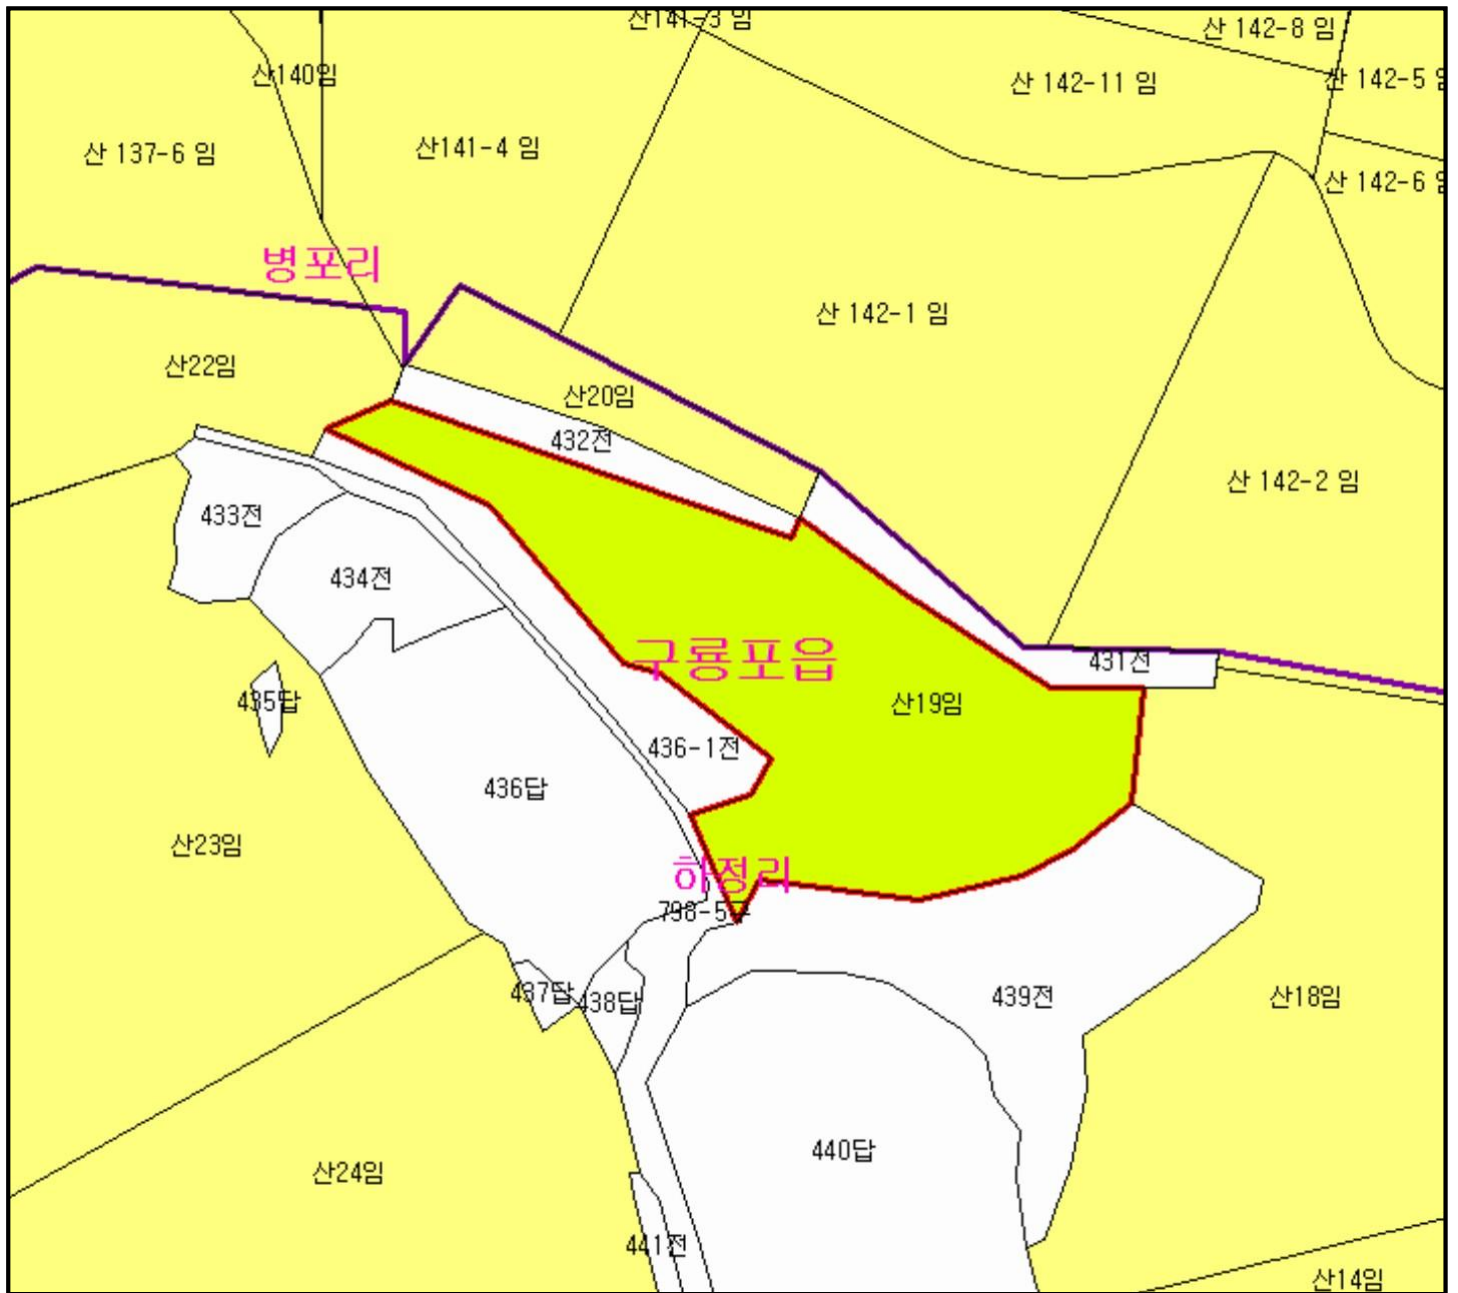 산141-3 임
산 142-8 임
산140임
산 142-11 임
산 142-5
산 137-6 임
산141-4 임
산 142-6
병포리
산 142-1 임
산22임
산20임
432전
산 142-2 임
433전
434전
구룡포읍
431전
435답
산19임
436-1전
436답
산23임
하정리
798-5구
437답
438답
439전
산18임
440답
산24임
441전
산14임